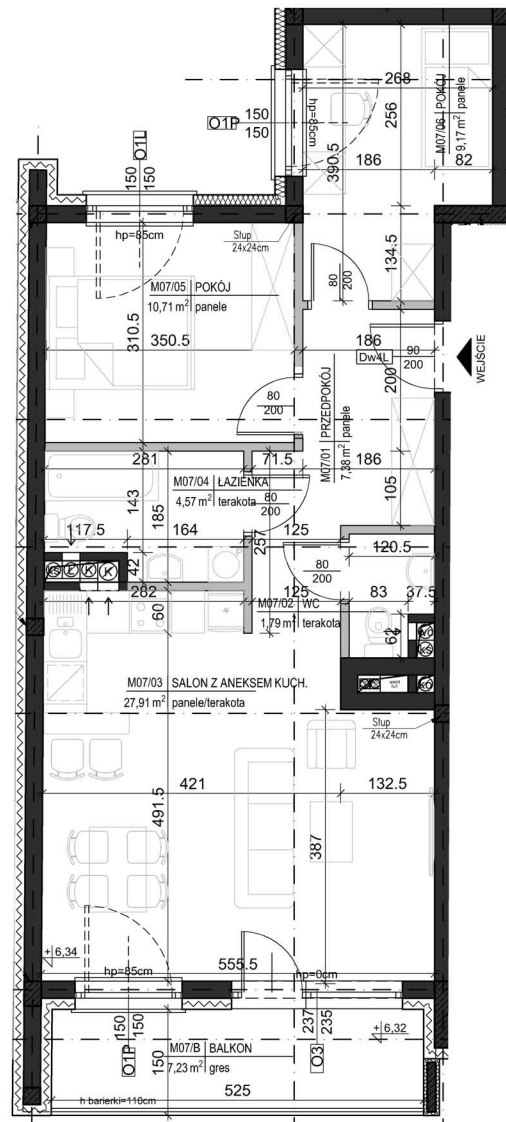 268
256
M07/06 POKÓJ
9,17 m² panele
390.5
hp=85cm
150
O1P
150
186
82
O1L
150
150
hp=85cm
Słup
24x24cm
134.5
80
200
M07/05 POKÓJ
10,71 m² panele
310.5
350.5
186
200
Dw4L
90
200
WEJŚCIE
80
200
M07/01 PRZEDPOKÓJ
7,38 m² panele
281
71.5
186
M07/04 ŁAZIENKA
4,57 m² terakota
143
185
105
80
200
117.5
164
257
125
120.5
42
80
200
282
125
83
37.5
60
M07/02 WC
1,79 m² terakota
62
M07/03 SALON Z ANEKSEM KUCH.
27,91 m² panele/terakota
Słup
24x24cm
421
132.5
491.5
387
+6,34
555.5
hp=85cm
hp=0cm
150
150
O1P
237
235
O3
+6,32
M07/B BALKON
7,23 m² gres
150
525
h barierki=110cm